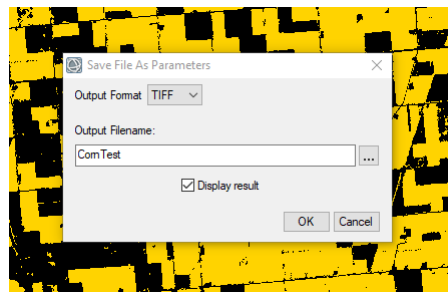 Save File As Parameters
Output Format TIFF
Output Filename:
CornTest
...
Display result
OK Cancel